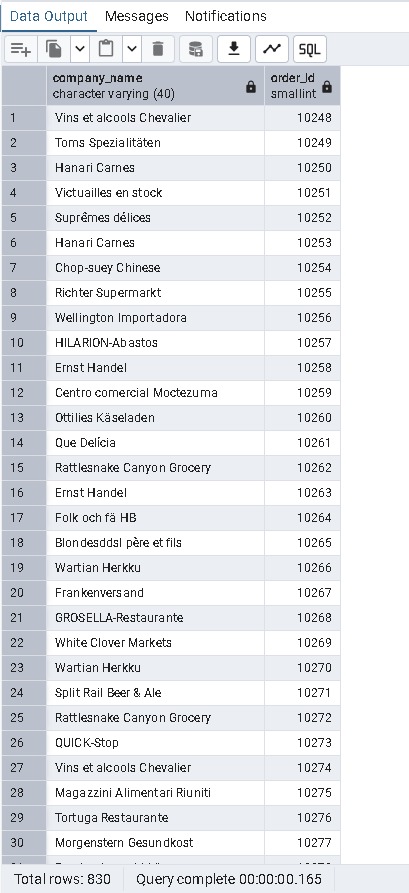 Data Output Messages Notifications
SQL
company_name order_id
character varying (40) smallint
1 Vins et alcools Chevalier 10248
2 Toms Spezialitäten 10249
3 Hanari Carnes 10250
4 Victuailles en stock 10251
5 Suprêmes délices 10252
6 Hanari Carnes 10253
7 Chop-suey Chinese 10254
8 Richter Supermarkt 10255
9 Wellington Importadora 10256
10 HILARION-Abastos 10257
11 Ernst Handel 10258
12 Centro comercial Moctezuma 10259
13 Ottilies Käseladen 10260
14 Que Delícia 10261
15 Rattlesnake Canyon Grocery 10262
16 Ernst Handel 10263
17 Folk och fä HB 10264
18 Blondesddsl père et fils 10265
19 Wartian Herkku 10266
20 Frankenversand 10267
21 GROSELLA-Restaurante 10268
22 White Clover Markets 10269
23 Wartian Herkku 10270
24 Split Rail Beer & Ale 10271
25 Rattlesnake Canyon Grocery 10272
26 QUICK-Stop 10273
27 Vins et alcools Chevalier 10274
28 Magazzini Alimentari Riuniti 10275
29 Tortuga Restaurante 10276
30 Morgenstern Gesundkost 10277
Total rows: 830 Query complete 00:00:00.165